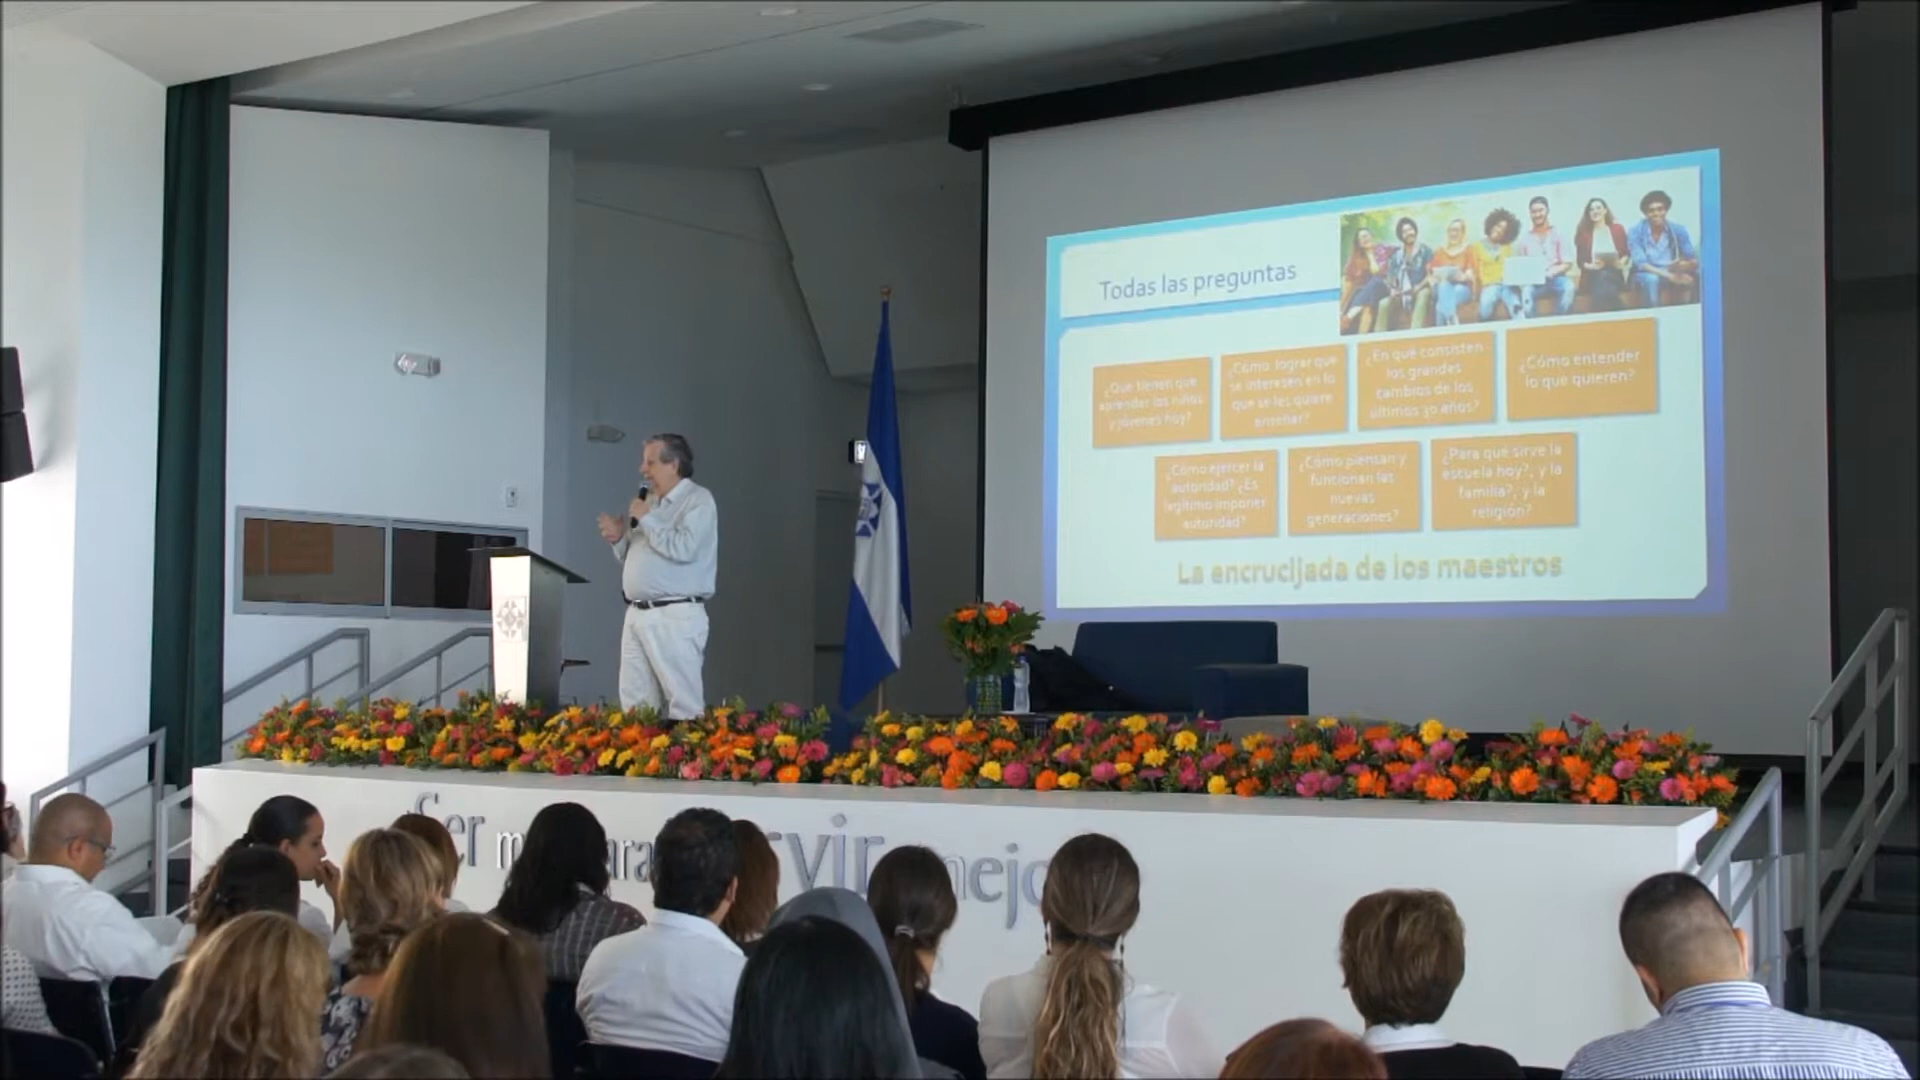 Todas las preguntas
¿Qué tienen que
aprender los niños
y jóvenes hoy?
¿Cómo lograr que
se interesen en lo
que se les quiere
enseñar?
¿En qué consisten
los grandes
cambios de los
últimos 30 años?
¿Cómo entender
lo que quieren?
¿Cómo ejercer la
autoridad? ¿Es
legítimo imponer
autoridad?
¿Cómo piensan y
funcionan las
nuevas
generaciones?
¿Para qué sirve la
escuela hoy?, y la
familia?, y la
religión?
La encrucijada de los maestros
Ser